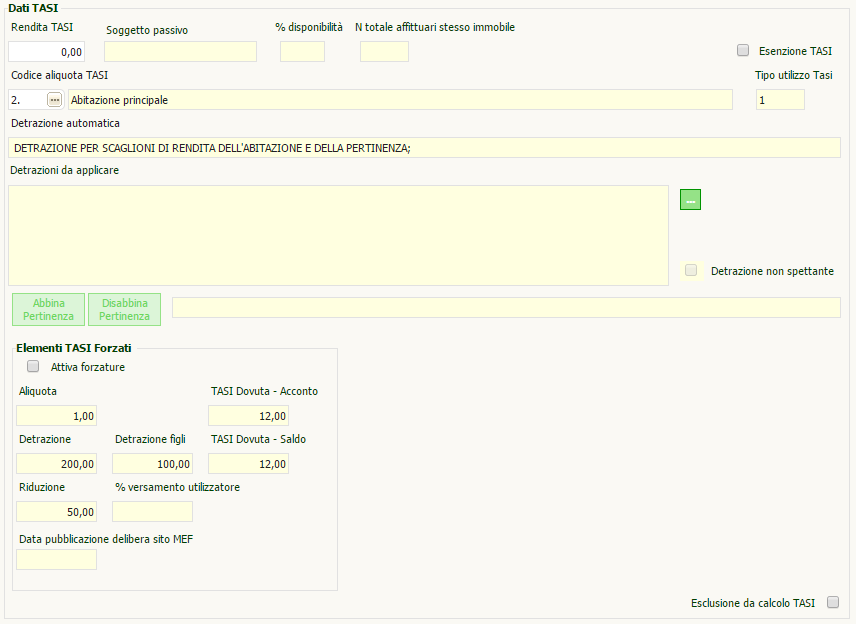 Dati TASI
Rendita TASI
Soggetto passivo
% disponibilità
N totale affittuari stesso immobile
0,00
Esenzione TASI
Codice aliquota TASI
Tipo utilizzo Tasi
2.
...
Abitazione principale
1
Detrazione automatica
DETRAZIONE PER SCAGLIONI DI RENDITA DELL'ABITAZIONE E DELLA PERTINENZA;
Detrazioni da applicare
...
Detrazione non spettante
Abbina
Pertinenza
Disabbina
Pertinenza
Elementi TASI Forzati
Attiva forzature
Aliquota
TASI Dovuta - Acconto
1,00
12,00
Detrazione
Detrazione figli
TASI Dovuta - Saldo
200,00
100,00
12,00
Riduzione
% versamento utilizzatore
50,00
Data pubblicazione delibera sito MEF
Esclusione da calcolo TASI